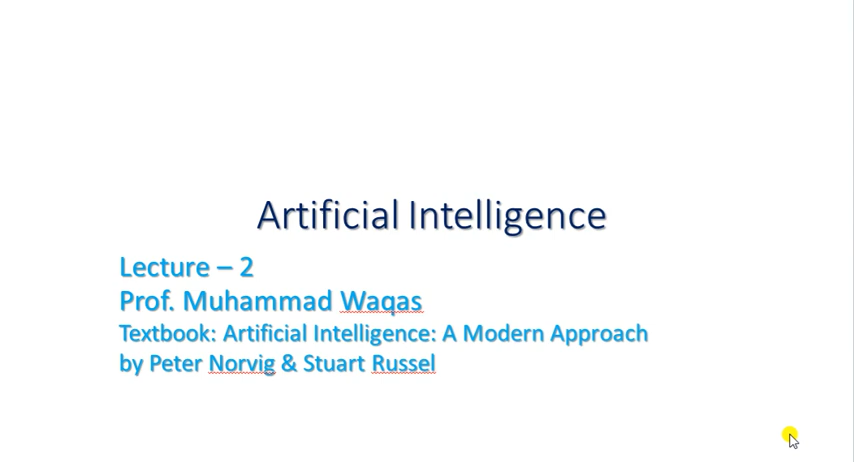 Artificial Intelligence
Lecture – 2
Prof. Muhammad Waqas
Textbook: Artificial Intelligence: A Modern Approach
by Peter Norvig & Stuart Russel